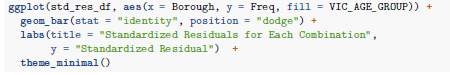 ggplot(std_res_df, aes(x = Borough, y = Freq, fill = VIC_AGE_GROUP)) +
geom_bar(stat = "identity", position = "dodge") +
labs(title = "Standardized Residuals for Each Combination",
y = "Standardized Residual") +
theme_minimal()